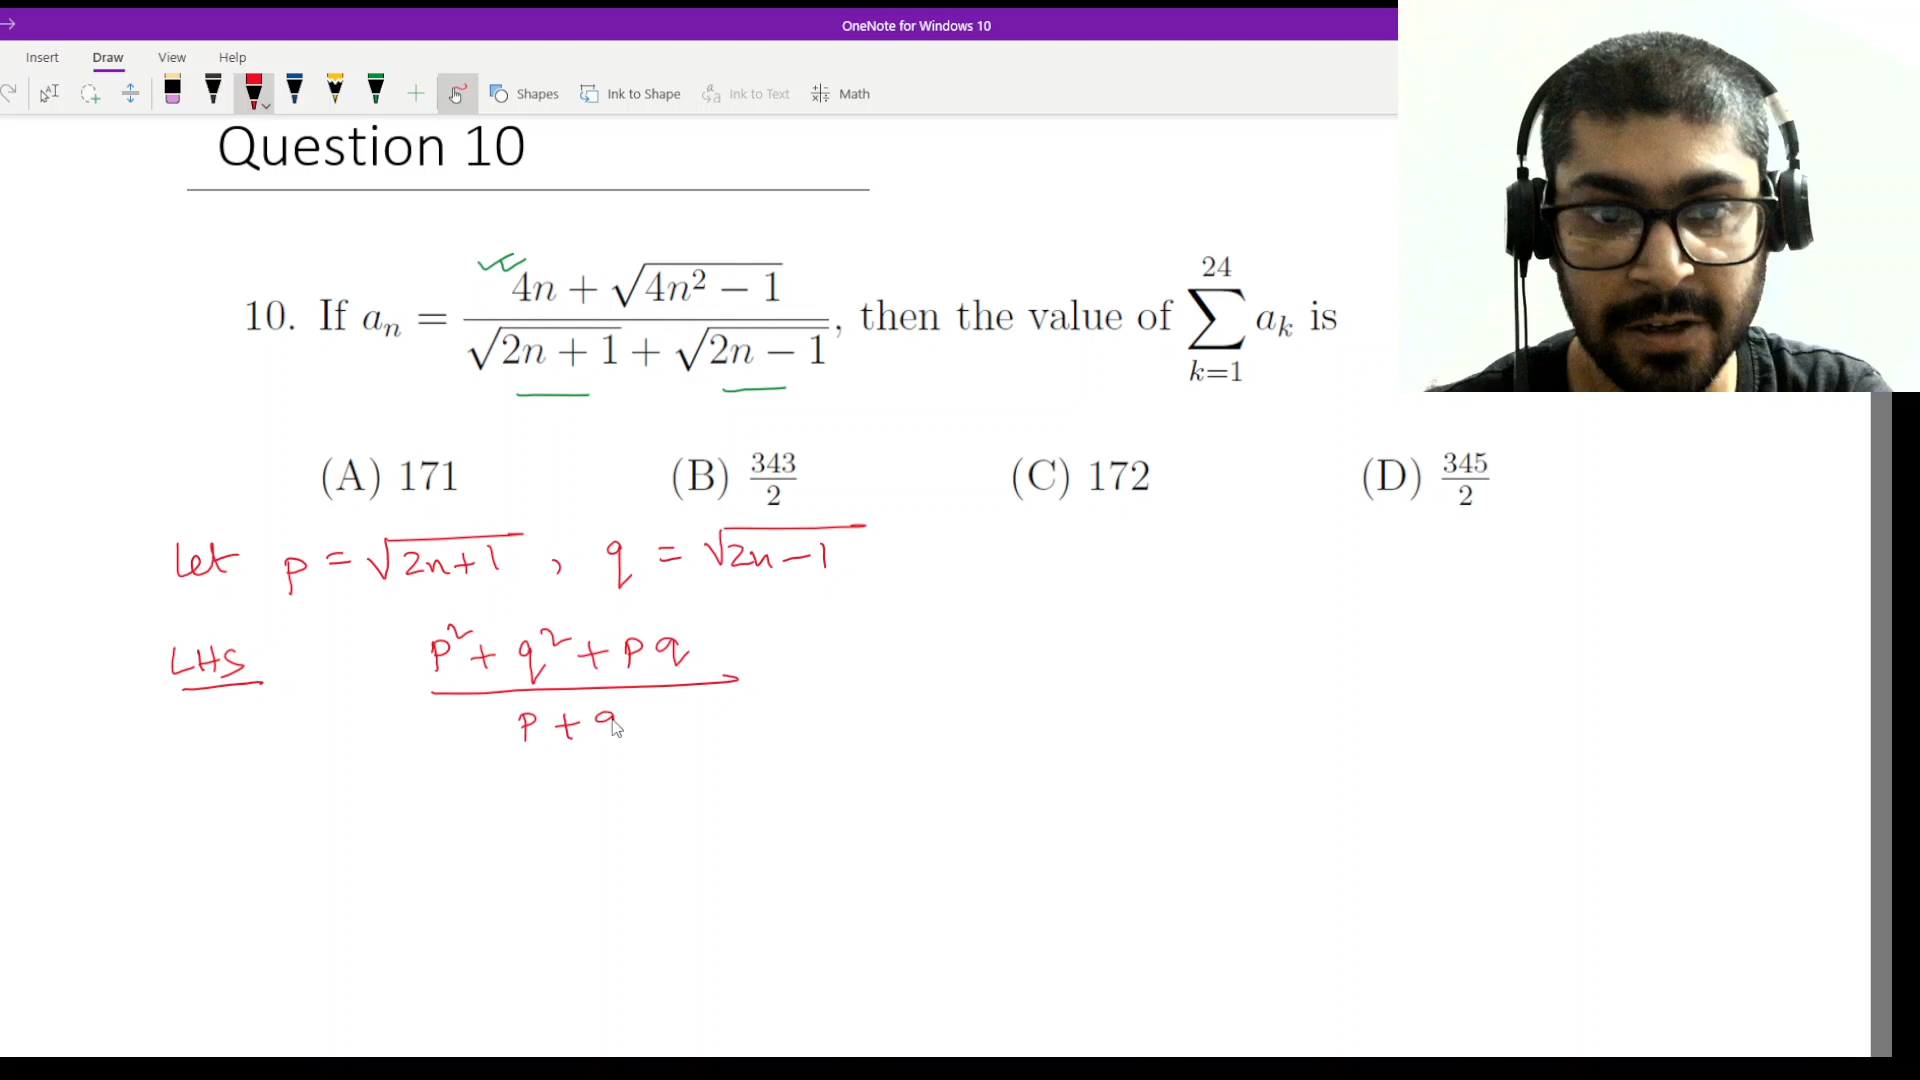 OneNote for Windows 10
Insert Draw View Help
Shapes Ink to Shape Ink to Text Math
Question 10
10. If aₙ = (4n + √(4n² − 1)) / (√(2n + 1) + √(2n − 1)), then the value of ∑_{k=1}^{24} aₖ is
(A) 171 (B) 343/2 (C) 172 (D) 345/2
Let p = √(2n+1) , q = √(2n−1)
LHS (p² + q² + pq) / (p + q)